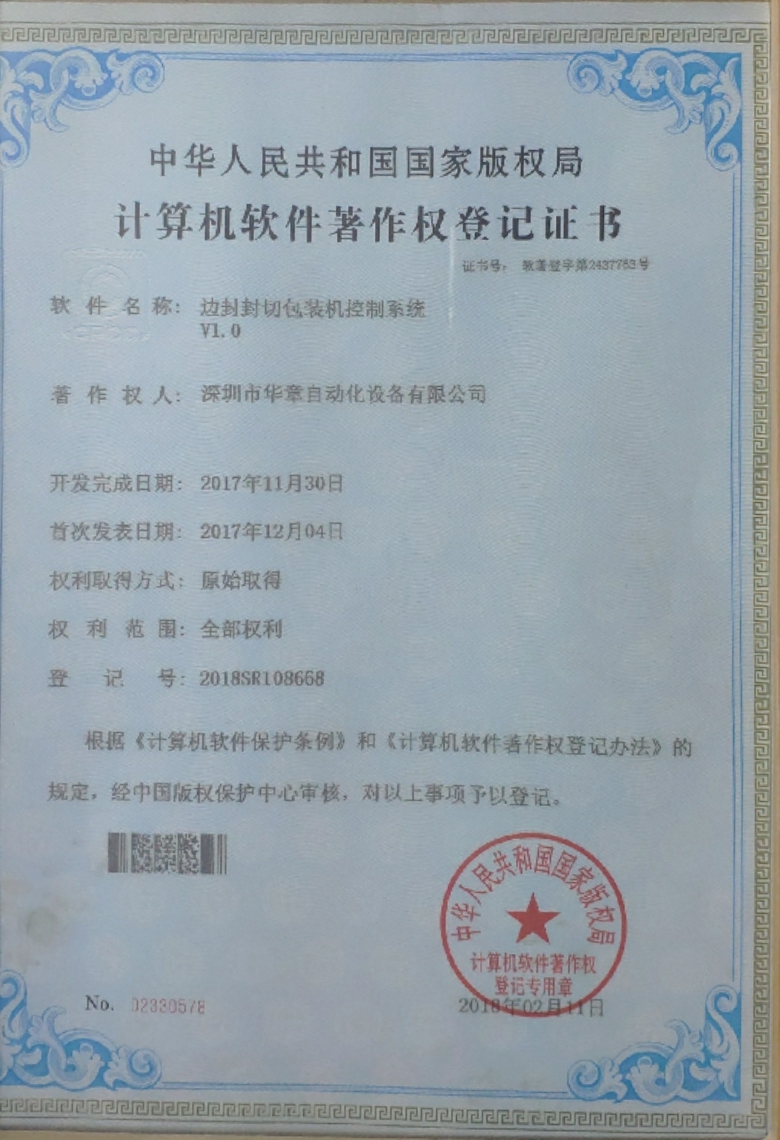 中华人民共和国国家版权局
计算机软件著作权登记证书
证书号： 软著登字第2437763号
软件名称： 边封封切包装机控制系统
V1.0
著作权人： 深圳市华章自动化设备有限公司
开发完成日期： 2017年11月30日
首次发表日期： 2017年12月04日
权利取得方式： 原始取得
权利范围： 全部权利
登记号： 2018SR108668
根据《计算机软件保护条例》和《计算机软件著作权登记办法》的
规定，经中国版权保护中心审核，对以上事项予以登记。
中华人民共和国国家版权局
计算机软件著作权
登记专用章
No. 02330578
2018年02月11日